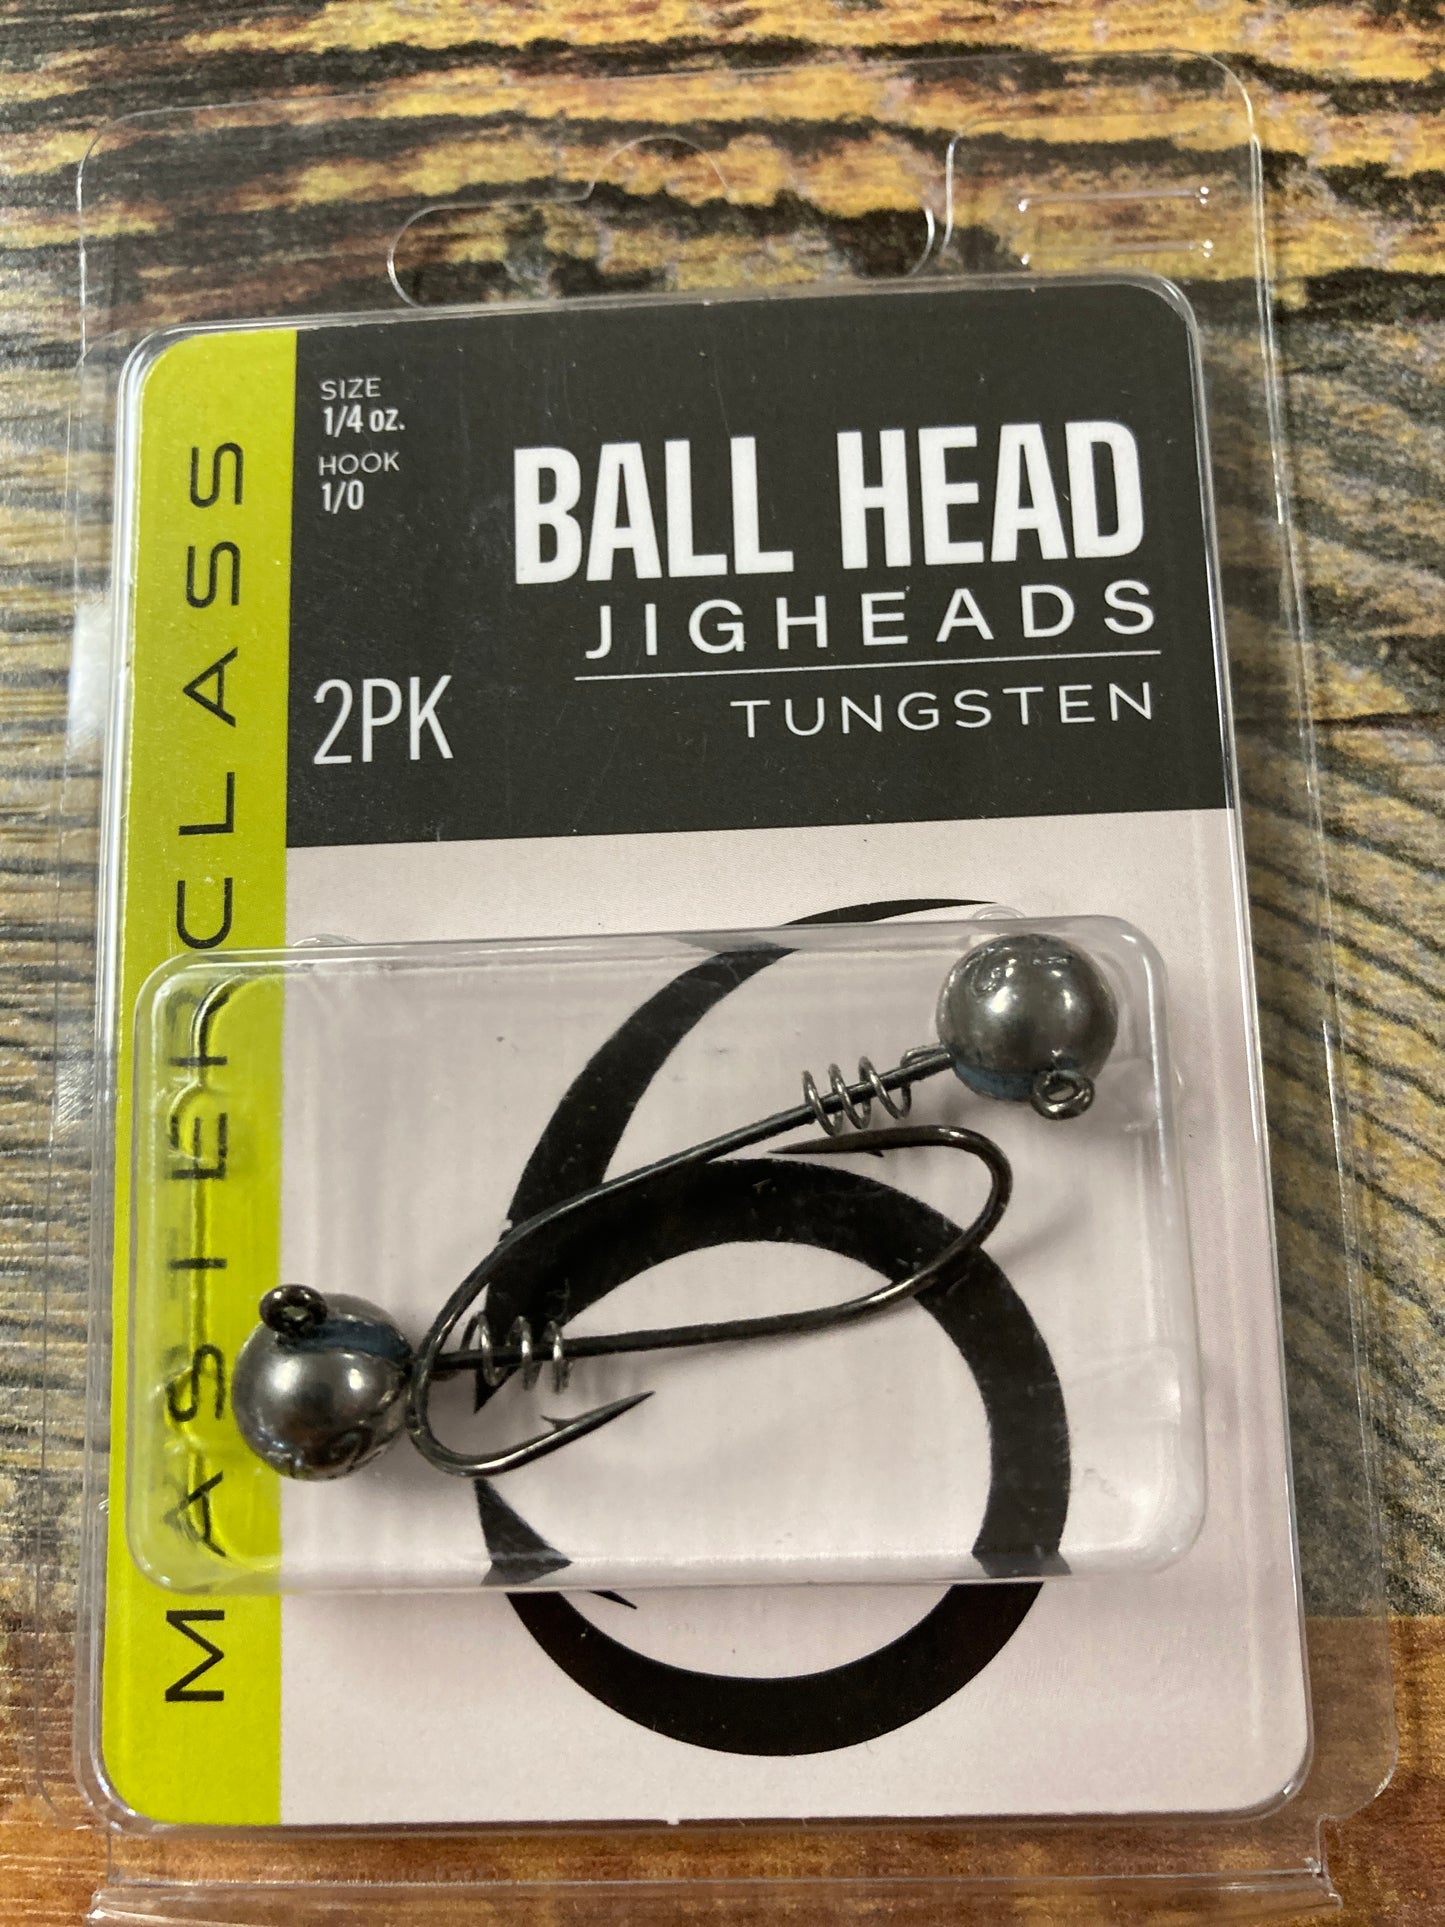 SIZE
1/4 oz.
HOOK
1/0
BALL HEAD
JIGHEADS
TUNGSTEN
2PK
MASTERCLASS